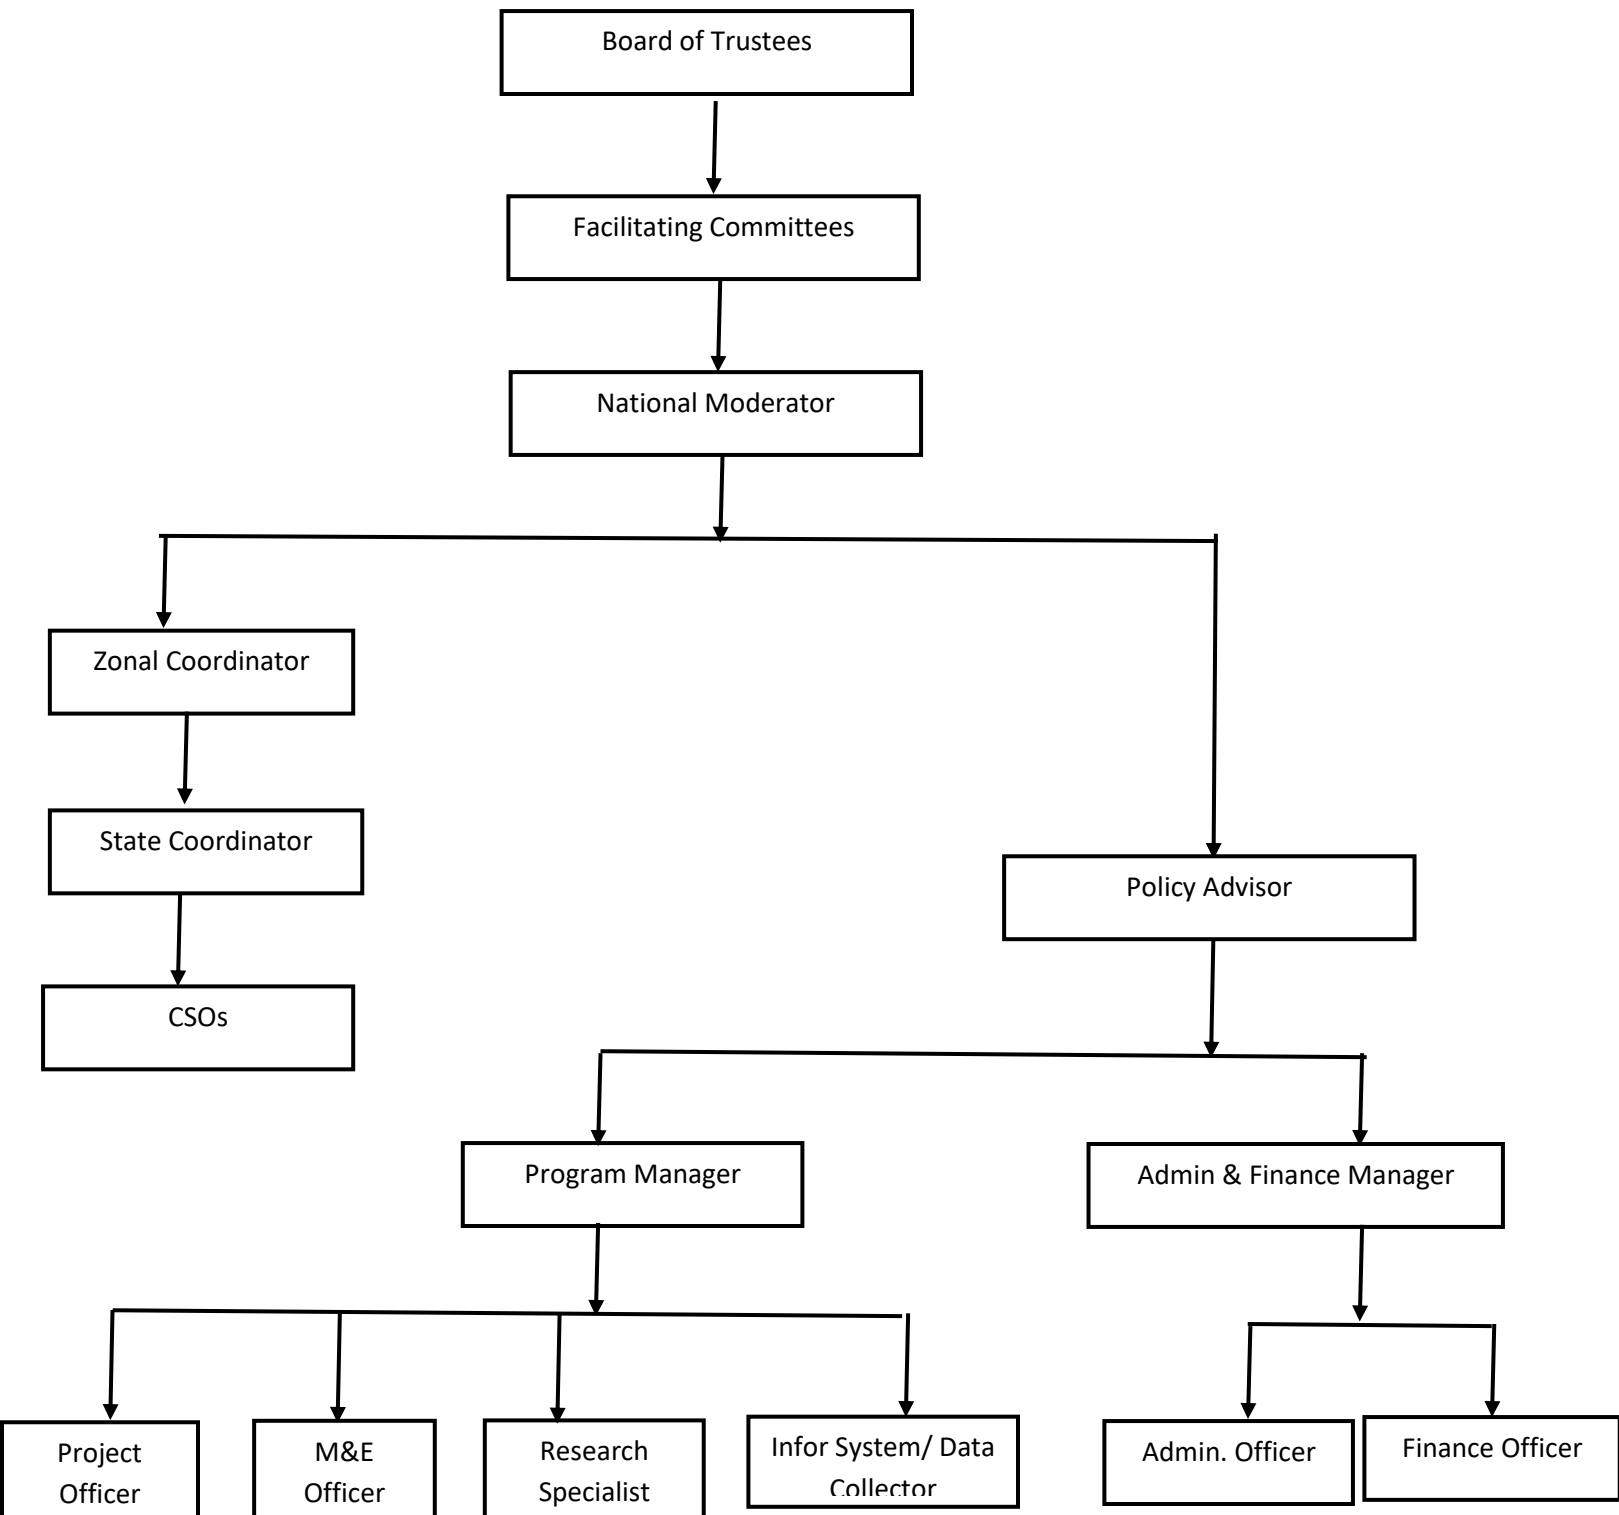 Board of Trustees
Facilitating Committees
National Moderator
Zonal Coordinator
State Coordinator
Policy Advisor
CSOs
Program Manager
Admin & Finance Manager
Project
Officer
M&E
Officer
Research
Specialist
Infor System/ Data
Collector
Admin. Officer
Finance Officer